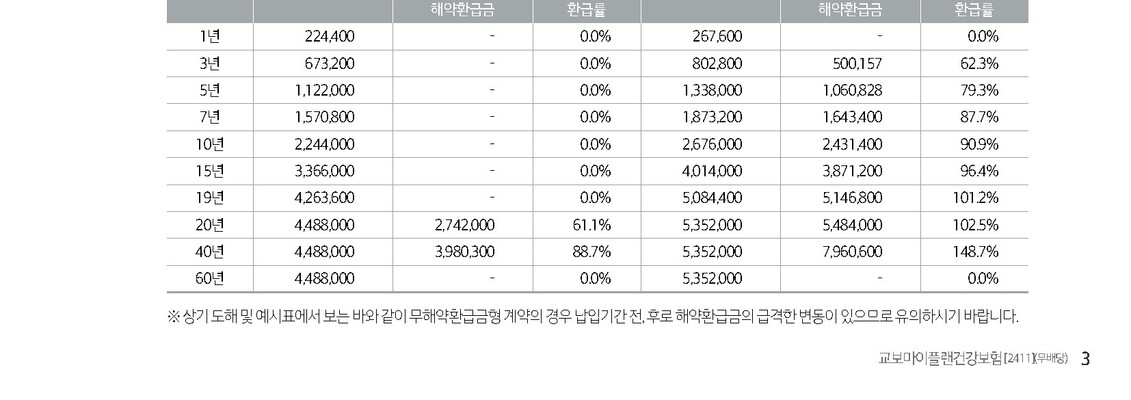 해약환급금 환급률 해약환급금 환급률
1년 224,400 - 0.0% 267,600 - 0.0%
3년 673,200 - 0.0% 802,800 500,157 62.3%
5년 1,122,000 - 0.0% 1,338,000 1,060,828 79.3%
7년 1,570,800 - 0.0% 1,873,200 1,643,400 87.7%
10년 2,244,000 - 0.0% 2,676,000 2,431,400 90.9%
15년 3,366,000 - 0.0% 4,014,000 3,871,200 96.4%
19년 4,263,600 - 0.0% 5,084,400 5,146,800 101.2%
20년 4,488,000 2,742,000 61.1% 5,352,000 5,484,000 102.5%
40년 4,488,000 3,980,300 88.7% 5,352,000 7,960,600 148.7%
60년 4,488,000 - 0.0% 5,352,000 - 0.0%
※ 상기 도해 및 예시표에서 보는 바와 같이 무해약환급금형 계약의 경우 납입기간 전, 후로 해약환급금의 급격한 변동이 있으므로 유의하시기 바랍니다.
교보마이플랜건강보험[2411](무배당) 3